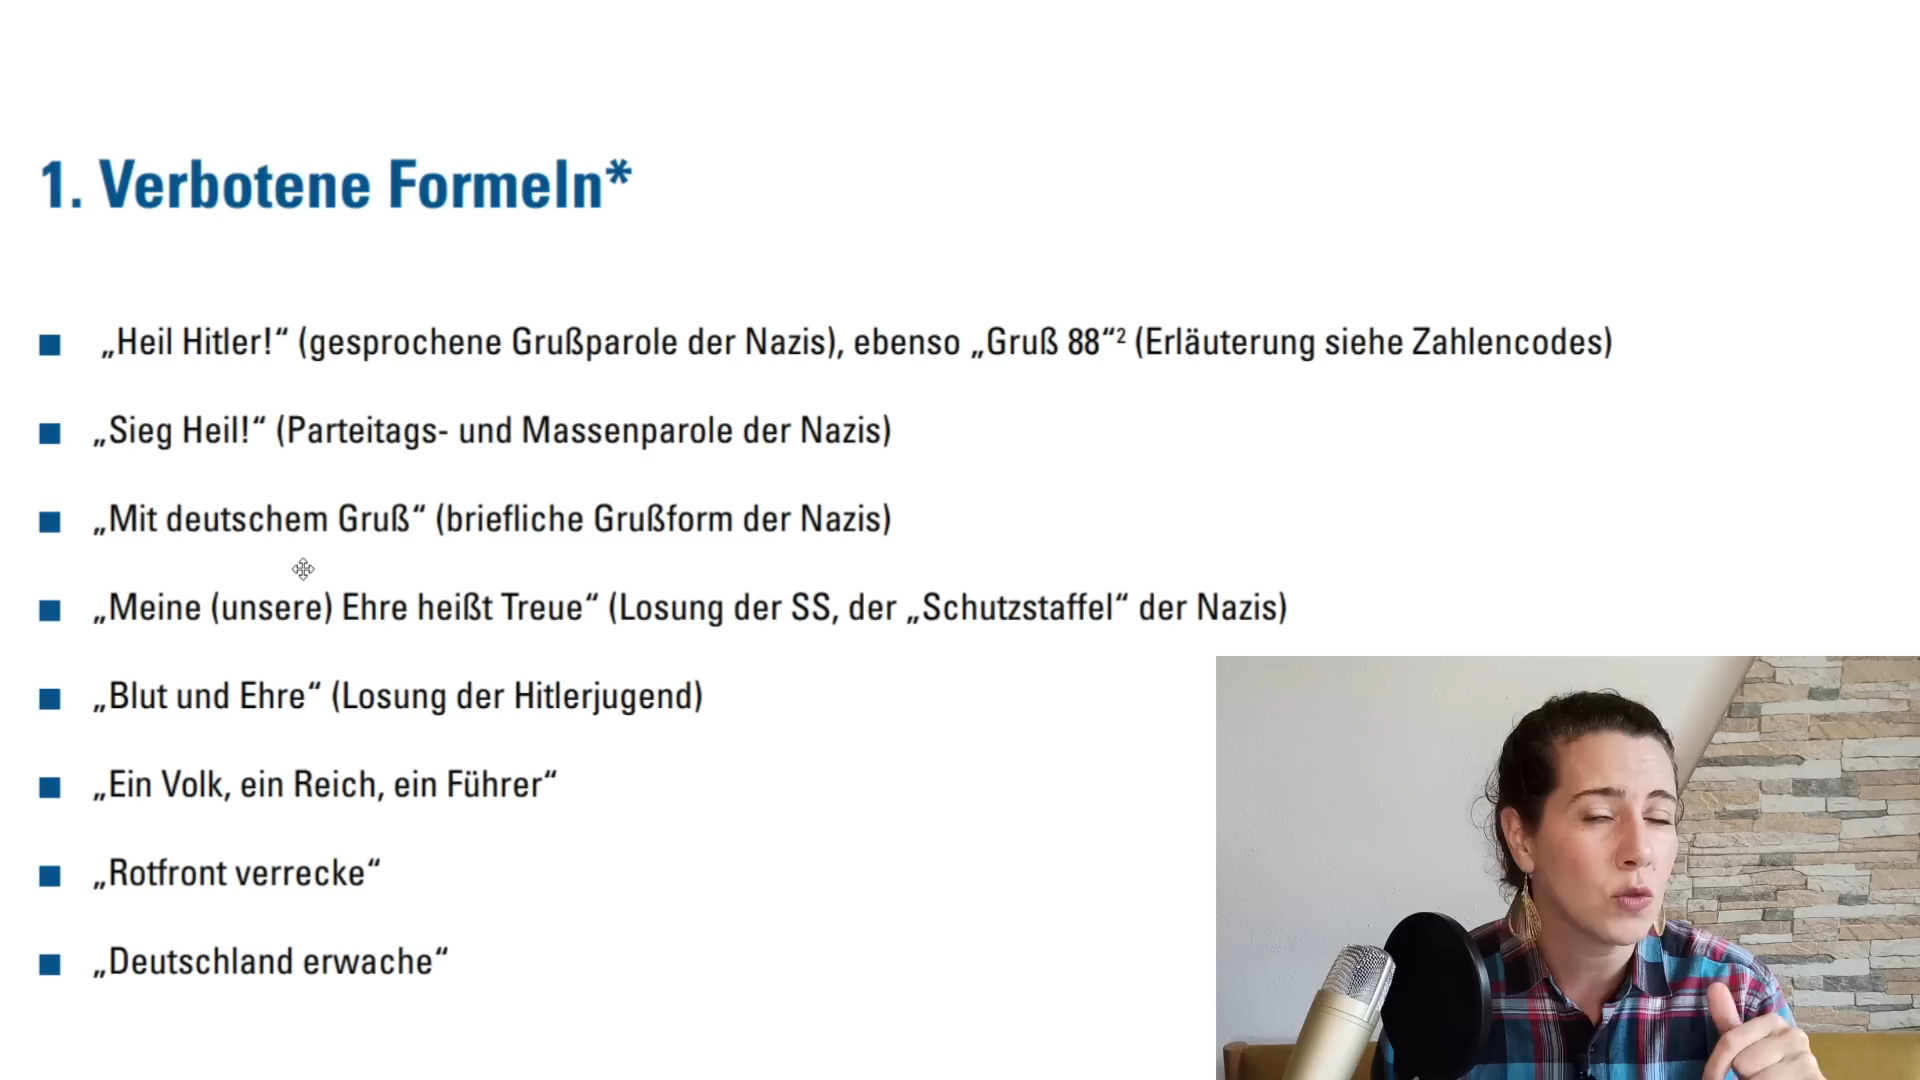 1. Verbotene Formeln*
„Heil Hitler!“ (gesprochene Grußparole der Nazis), ebenso „Gruß 88“² (Erläuterung siehe Zahlencodes)
„Sieg Heil!“ (Parteitags- und Massenparole der Nazis)
„Mit deutschem Gruß“ (briefliche Grußform der Nazis)
„Meine (unsere) Ehre heißt Treue“ (Losung der SS, der „Schutzstaffel“ der Nazis)
„Blut und Ehre“ (Losung der Hitlerjugend)
„Ein Volk, ein Reich, ein Führer“
„Rotfront verrecke“
„Deutschland erwache“